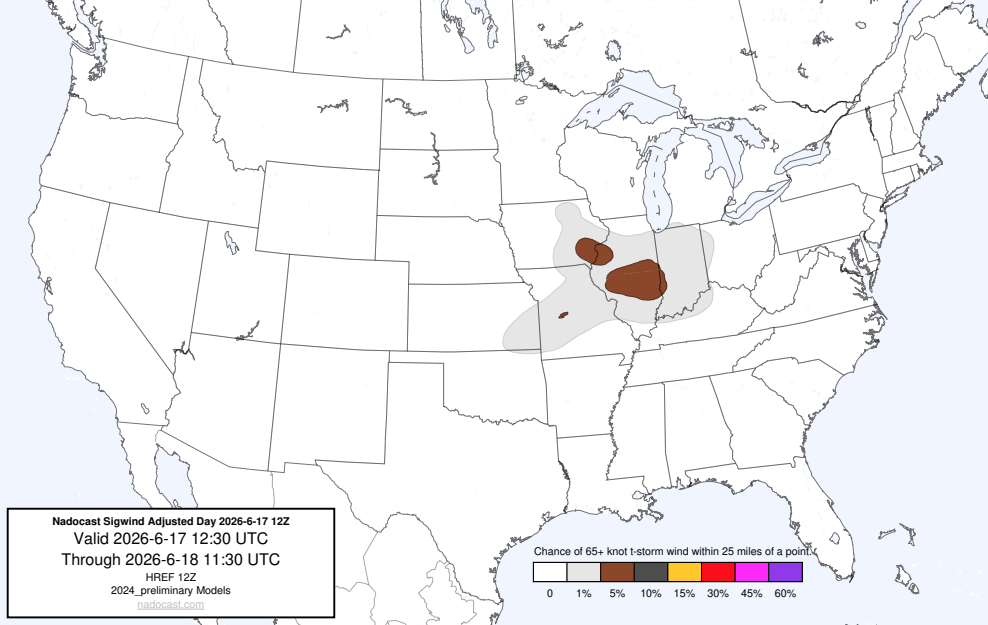 Nadocast Sigwind Adjusted Day 2026-6-17 12Z
Valid 2026-6-17 12:30 UTC
Through 2026-6-18 11:30 UTC
HREF 12Z
2024_preliminary Models
nadocast.com
Chance of 65+ knot t-storm wind within 25 miles of a point.
0 1% 5% 10% 15% 30% 45% 60%